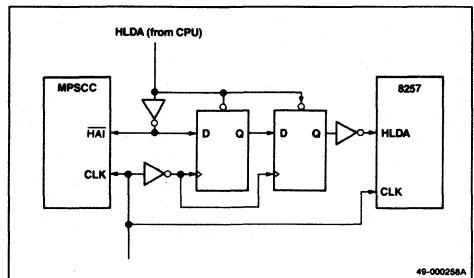 HLDA (from CPU)
MPSCC
8257
HAI
D Q
D Q
HLDA
CLK
CLK
49-000258A